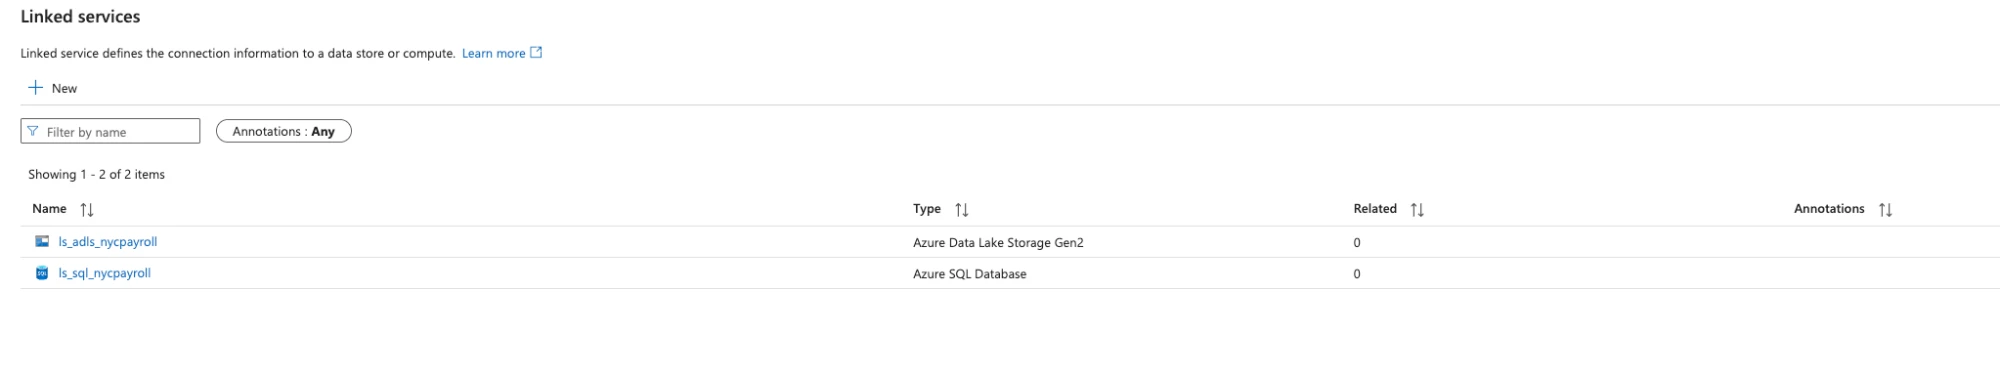 Linked services
Linked service defines the connection information to a data store or compute. Learn more
New
Filter by name Annotations : Any
Showing 1 - 2 of 2 items
Name Type Related Annotations
ls_adls_nycpayroll Azure Data Lake Storage Gen2 0
ls_sql_nycpayroll Azure SQL Database 0